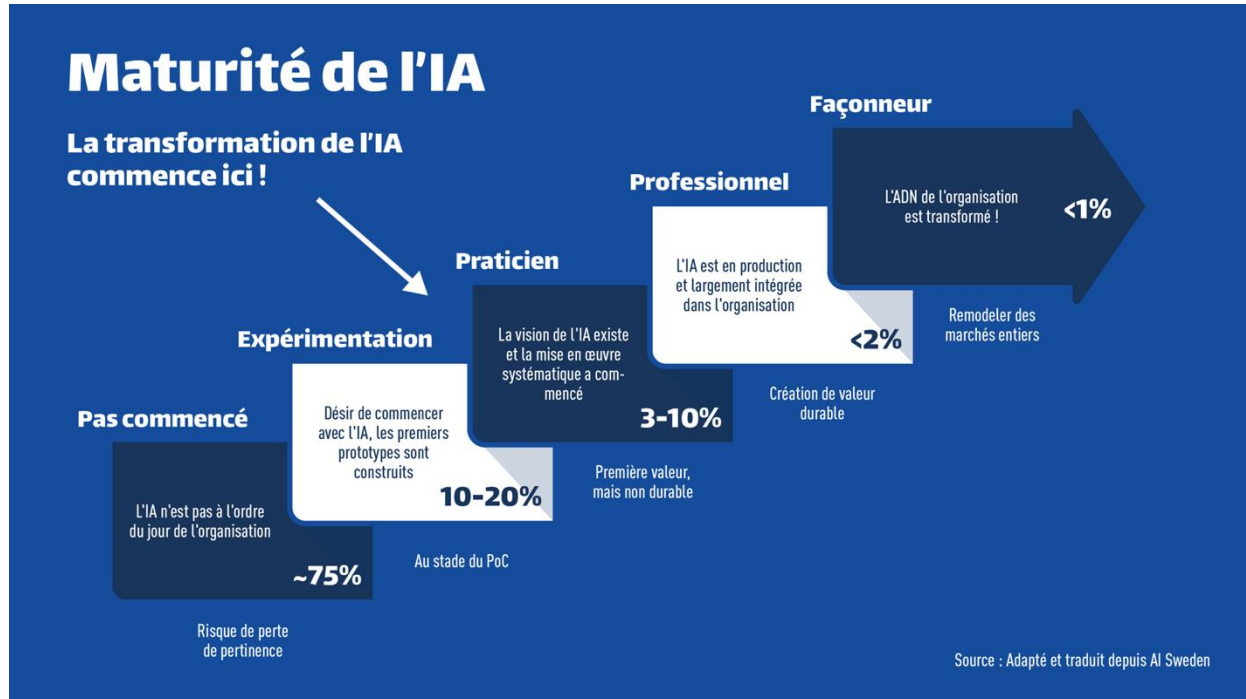 Maturité de l'IA
La transformation de l'IA
commence ici !
Pas commencé
L'IA n'est pas à l'ordre
du jour de l'organisation
~75%
Risque de perte
de pertinence
Expérimentation
Désir de commencer
avec l'IA, les premiers
prototypes sont
construits
10-20%
Au stade du PoC
Praticien
La vision de l'IA existe
et la mise en œuvre
systématique a com-
mencé
3-10%
Première valeur,
mais non durable
Professionnel
L'IA est en production
et largement intégrée
dans l'organisation
<2%
Création de valeur
durable
Façonneur
L'ADN de l'organisation
est transformé !
<1%
Remodeler des
marchés entiers
Source : Adapté et traduit depuis AI Sweden